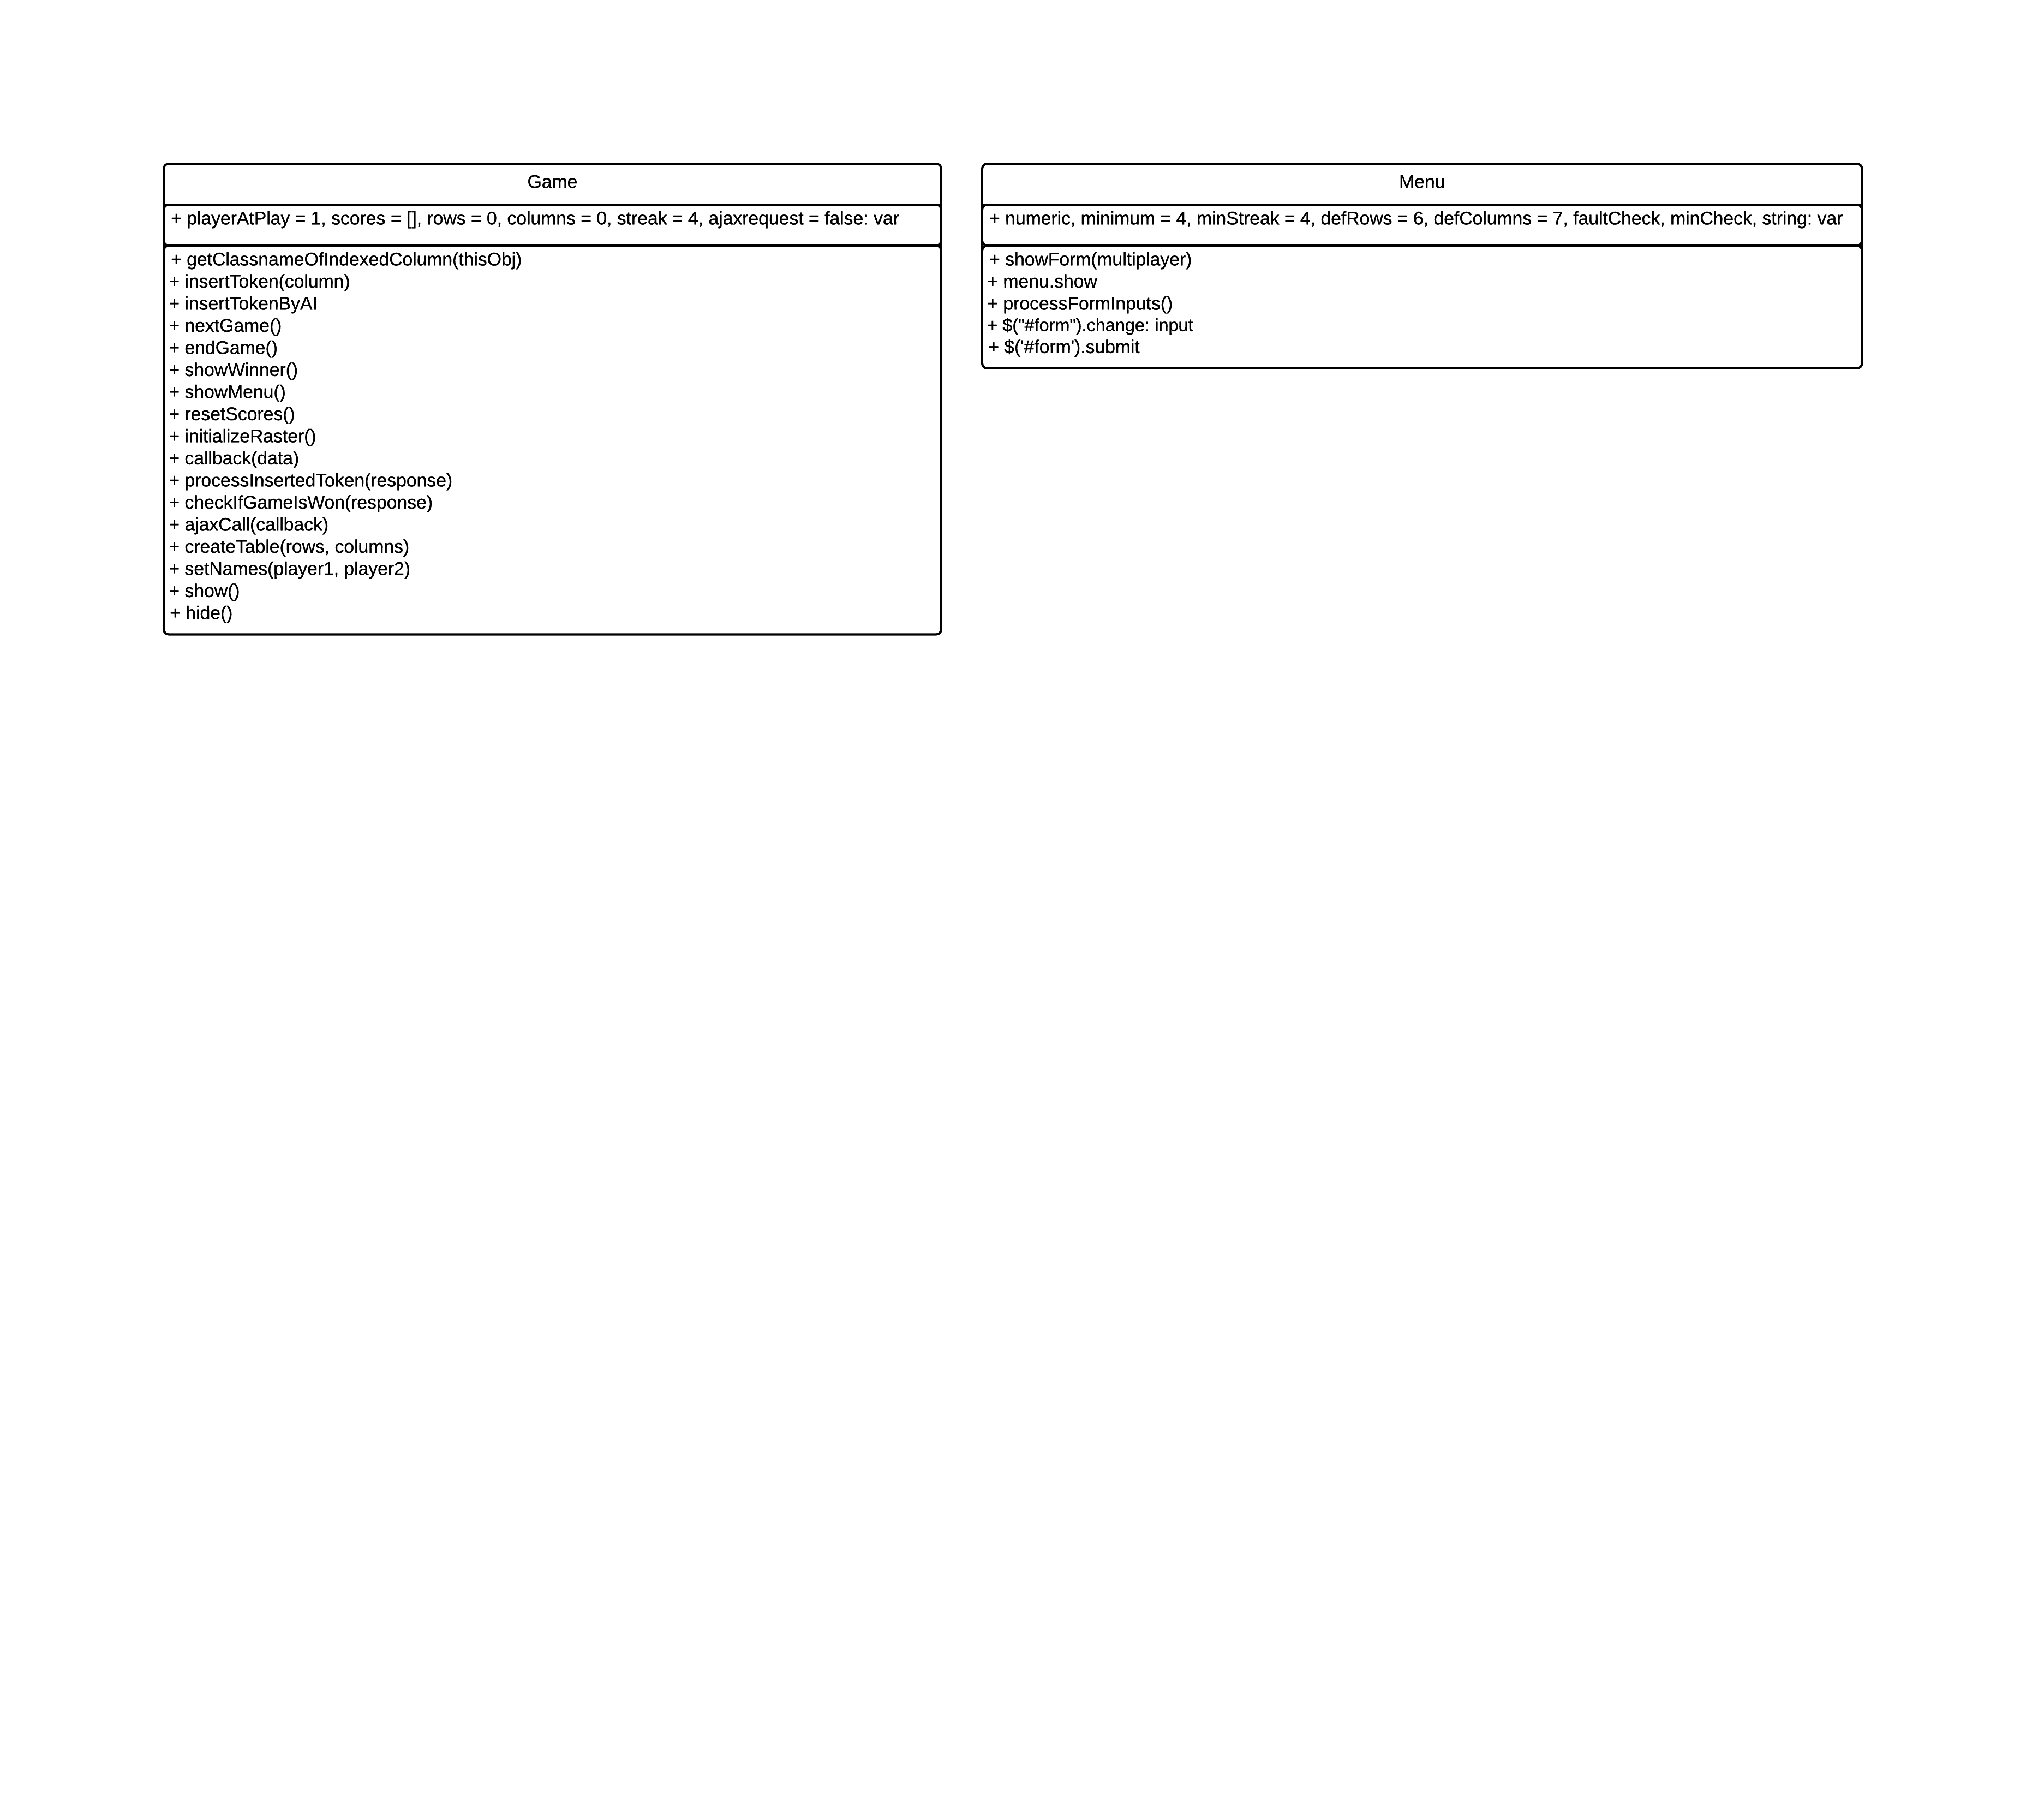 Game
+ playerAtPlay = 1, scores = [], rows = 0, columns = 0, streak = 4, ajaxrequest = false: var
+ getClassnameOfIndexedColumn(thisObj)
+ insertToken(column)
+ insertTokenByAI
+ nextGame()
+ endGame()
+ showWinner()
+ showMenu()
+ resetScores()
+ initializeRaster()
+ callback(data)
+ processInsertedToken(response)
+ checkIfGameIsWon(response)
+ ajaxCall(callback)
+ createTable(rows, columns)
+ setNames(player1, player2)
+ show()
+ hide()
Menu
+ numeric, minimum = 4, minStreak = 4, defRows = 6, defColumns = 7, faultCheck, minCheck, string: var
+ showForm(multiplayer)
+ menu.show
+ processFormInputs()
+ $("#form").change: input
+ $('#form').submit